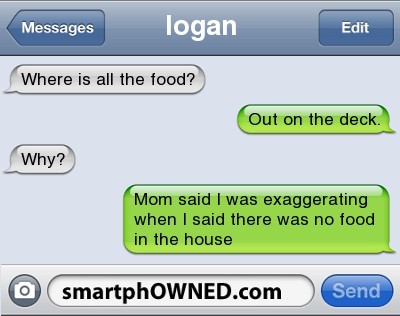 Messages
logan
Edit
Where is all the food?
Out on the deck.
Why?
Mom said I was exaggerating
when I said there was no food
in the house
smartphOWNED.com
Send